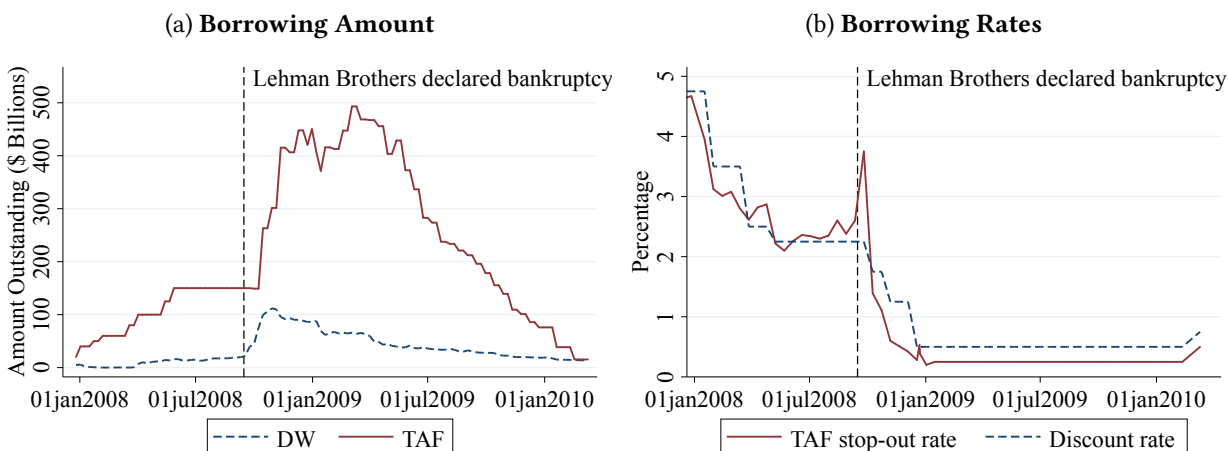 (a) Borrowing Amount
Lehman Brothers declared bankruptcy
Amount Outstanding ($ Billions)
500
400
300
200
100
0
01jan2008 01jul2008 01jan2009 01jul2009 01jan2010
DW TAF
(b) Borrowing Rates
Lehman Brothers declared bankruptcy
Percentage
5
4
3
2
1
0
01jan2008 01jul2008 01jan2009 01jul2009 01jan2010
TAF stop-out rate Discount rate